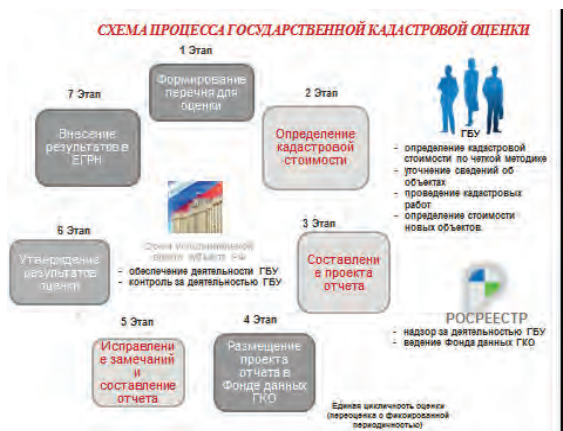 СХЕМА ПРОЦЕССА ГОСУДАРСТВЕННОЙ КАДАСТРОВОЙ ОЦЕНКИ
1 Этап
Формирование
перечня для
оценки
2 Этап
Определение
кадастровой
стоимости
3 Этап
Составлени
е проекта
отчета
4 Этап
Размещение
проекта
отчета в
Фонде данных
ГКО
5 Этап
Исправлени
е замечаний
и
составление
отчета
6 Этап
Утверждение
результатов
оценки
7 Этап
Внесение
результатов в
ЕГРН
ГБУ
- определение кадастровой
стоимости по четкой методике
- уточнение сведений об
объектах
- проведение кадастровых
работ
- определение стоимости
новых объектов.
- обеспечение деятельности ГБУ
- контроль за деятельностью ГБУ
РОСРЕЕСТР
- надзор за деятельностью ГБУ
- ведение Фонда данных ГКО
Единая цикличность оценки
(переоценка с фиксированной
периодичностью)